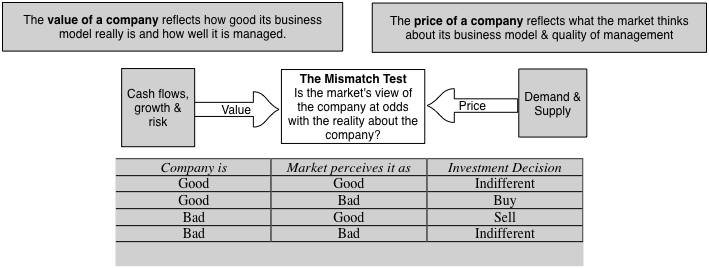 The value of a company reflects how good its business
model really is and how well it is managed.
The price of a company reflects what the market thinks
about its business model & quality of management
Cash flows,
growth &
risk
Value
The Mismatch Test
Is the market's view of
the company at odds
with the reality about the
company?
Price
Demand &
Supply
Company is Market perceives it as Investment Decision
Good Good Indifferent
Good Bad Buy
Bad Good Sell
Bad Bad Indifferent